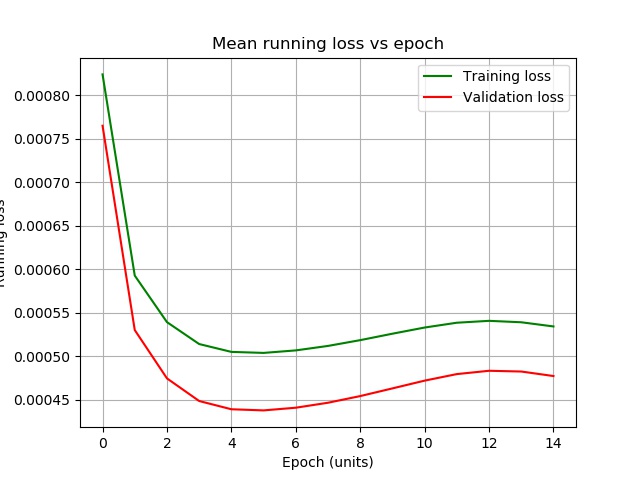 Mean running loss vs epoch
Training loss
Validation loss
0.00080
0.00075
0.00070
0.00065
0.00060
0.00055
0.00050
0.00045
Running loss
0 2 4 6 8 10 12 14
Epoch (units)